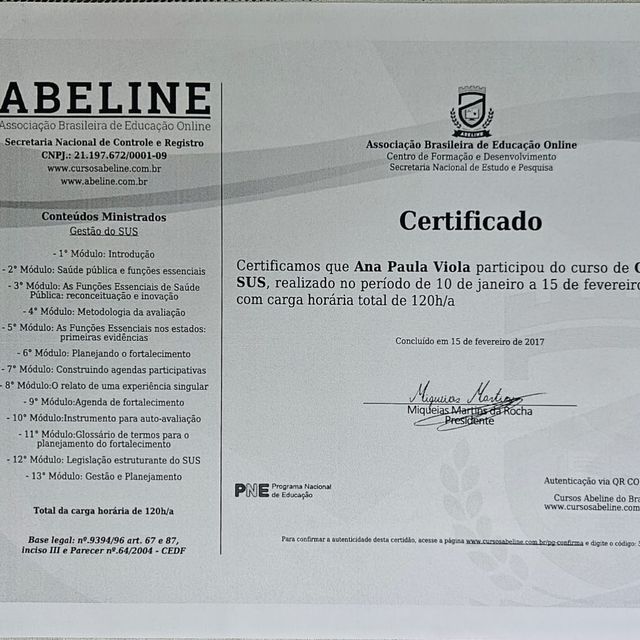 ABELINE
Associação Brasileira de Educação Online
Secretaria Nacional de Controle e Registro
CNPJ.: 21.197.672/0001-09
www.cursosabeline.com.br
www.abeline.com.br
Conteúdos Ministrados
Gestão do SUS
- 1° Módulo: Introdução
- 2° Módulo: Saúde pública e funções essenciais
- 3° Módulo: As Funções Essenciais de Saúde
Pública: reconceituação e inovação
- 4° Módulo: Metodologia da avaliação
- 5° Módulo: As Funções Essenciais nos estados:
primeiras evidências
- 6° Módulo: Planejando o fortalecimento
- 7° Módulo: Construindo agendas participativas
- 8° Módulo:O relato de uma experiência singular
- 9° Módulo:Agenda de fortalecimento
- 10° Módulo:Instrumento para auto-avaliação
- 11° Módulo:Glossário de termos para o
planejamento do fortalecimento
- 12° Módulo: Legislação estruturante do SUS
- 13° Módulo: Gestão e Planejamento
Total da carga horária de 120h/a
Base legal: nº.9394/96 art. 67 e 87,
inciso III e Parecer nº.64/2004 - CEDF
ABELINE
Associação Brasileira de Educação Online
Centro de Formação e Desenvolvimento
Secretaria Nacional de Estudo e Pesquisa
Certificado
Certificamos que Ana Paula Viola participou do curso de
SUS, realizado no período de 10 de janeiro a 15 de fevereiro
com carga horária total de 120h/a
Concluído em 15 de fevereiro de 2017
Miqueias Martins
Miqueias Martins da Rocha
Presidente
PNE Programa Nacional
de Educação
Autenticação via QR CO
Cursos Abeline do Bra
www.cursosabeline.com
Para confirmar a autenticidade desta certidão, acesse a página www.cursosabeline.com.br/pg-confirma e digite o código: